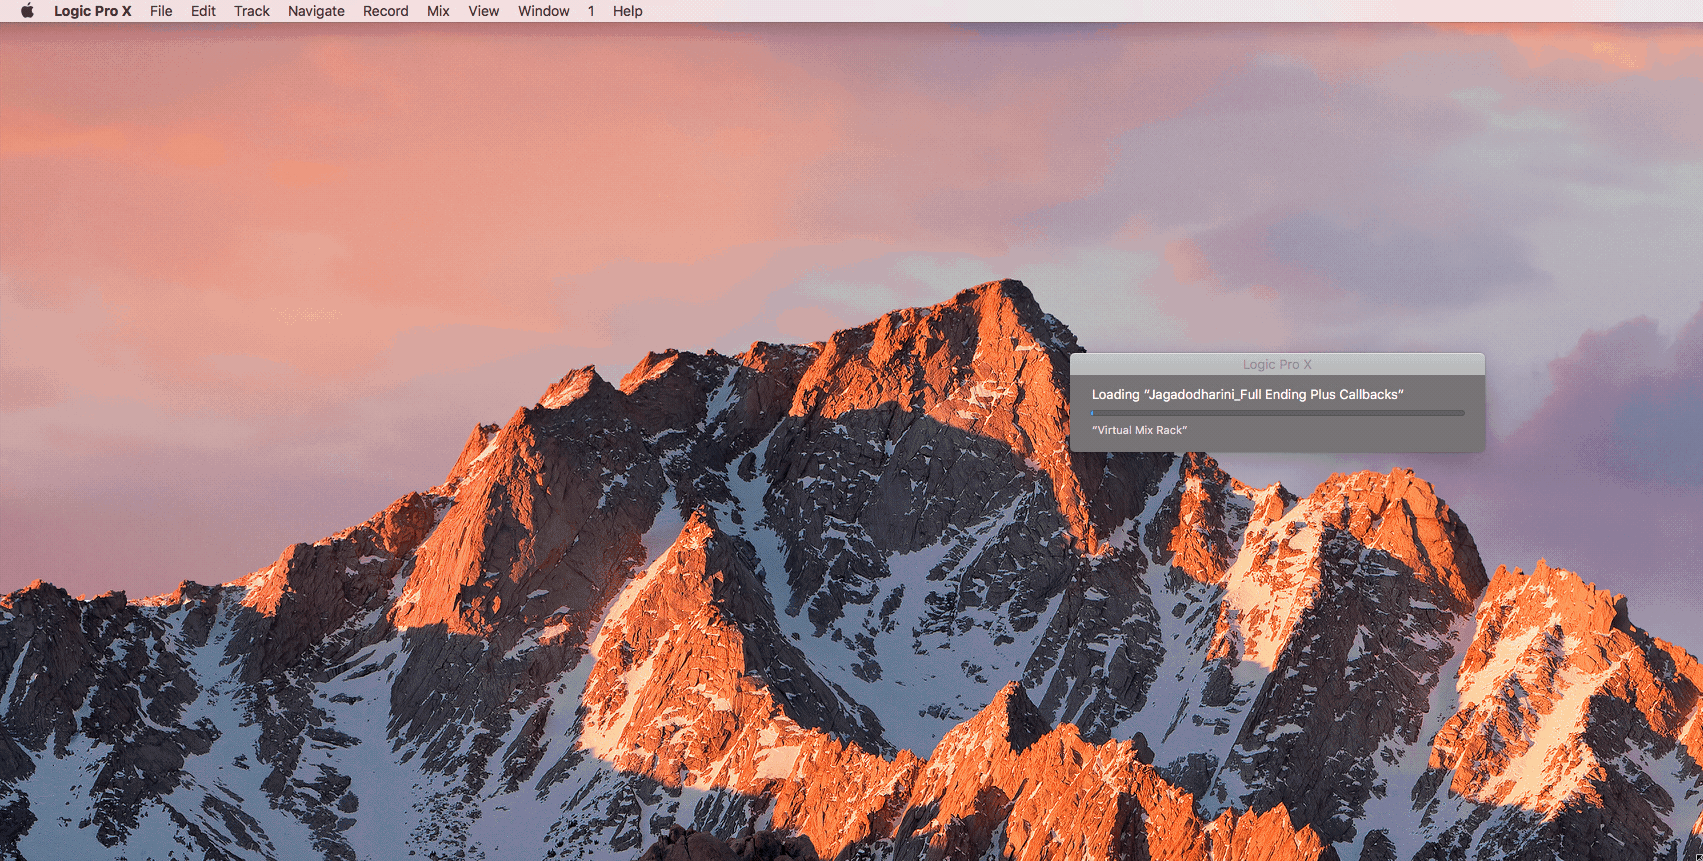 Logic Pro X File Edit Track Navigate Record Mix View Window 1 Help
Logic Pro X
Loading “Jagadodharini_Full Ending Plus Callbacks”
“Virtual Mix Rack”